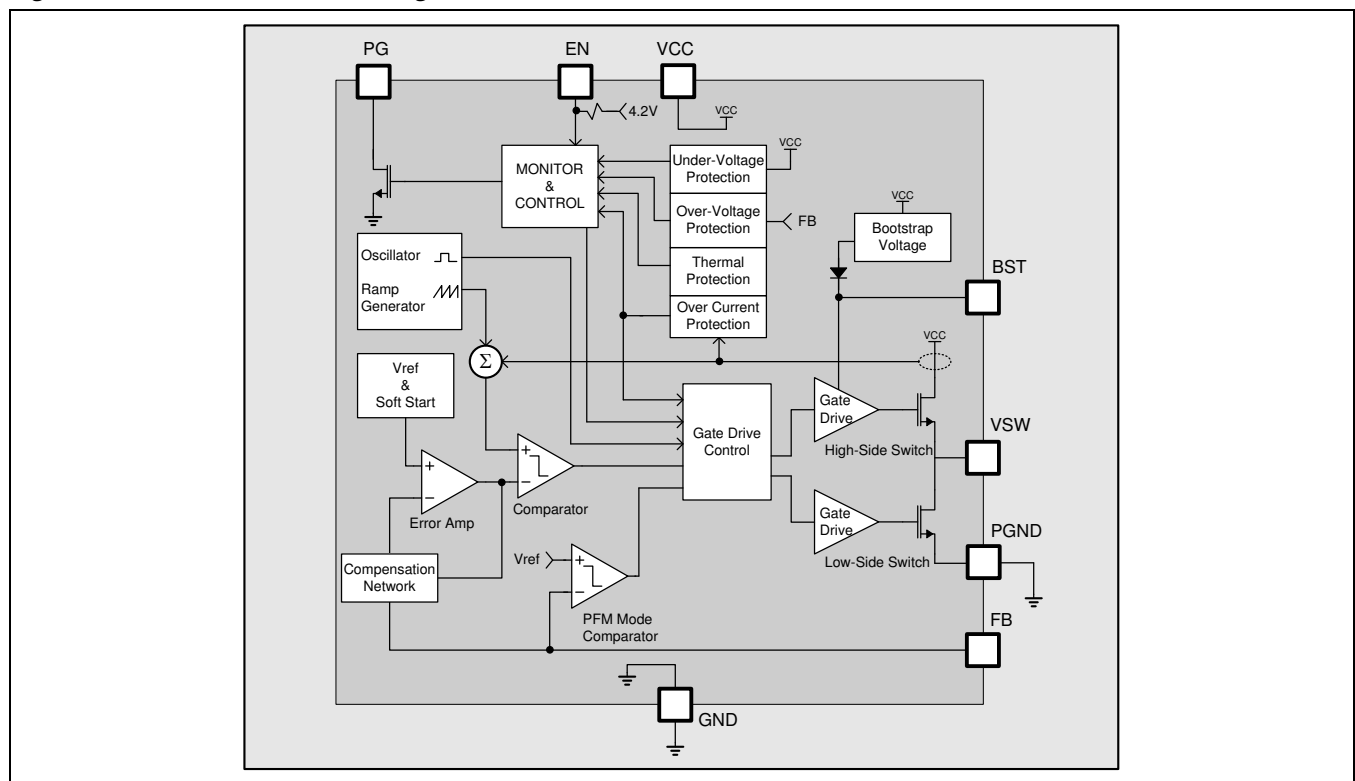 PG
EN
VCC
4.2V
VCC
MONITOR
&
CONTROL
Under-Voltage
Protection
VCC
Over-Voltage
Protection
FB
Thermal
Protection
Over Current
Protection
VCC
Bootstrap
Voltage
BST
Oscillator
Ramp
Generator
Σ
VCC
Vref
&
Soft Start
Gate Drive
Control
Gate
Drive
High-Side Switch
VSW
+
-
Error Amp
+
-
Comparator
Gate
Drive
Low-Side Switch
PGND
Compensation
Network
Vref
+
-
PFM Mode
Comparator
FB
GND